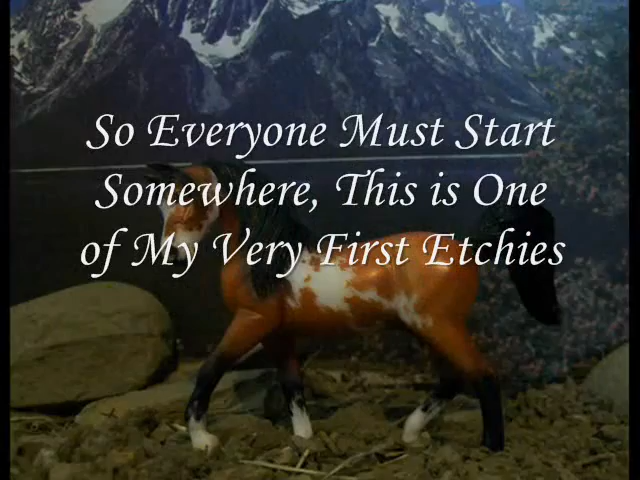 So Everyone Must Start
Somewhere, This is One
of My Very First Etchies